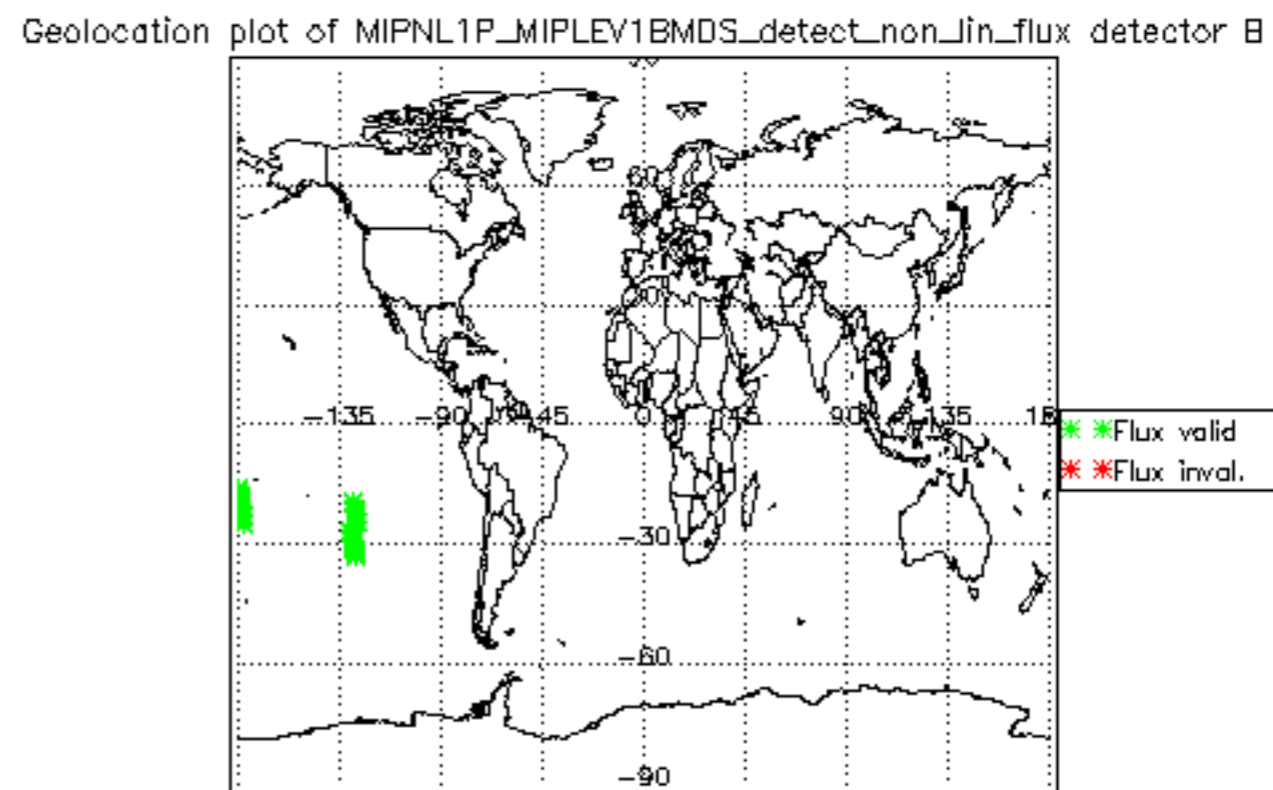 Geolocation plot of MIPNL1P_MIPLEV1BMDS_detect_non_lin_flux detector B
60
-135 -90 -45 0 45 90 135
Flux valid
Flux inval.
-30
-60
-90